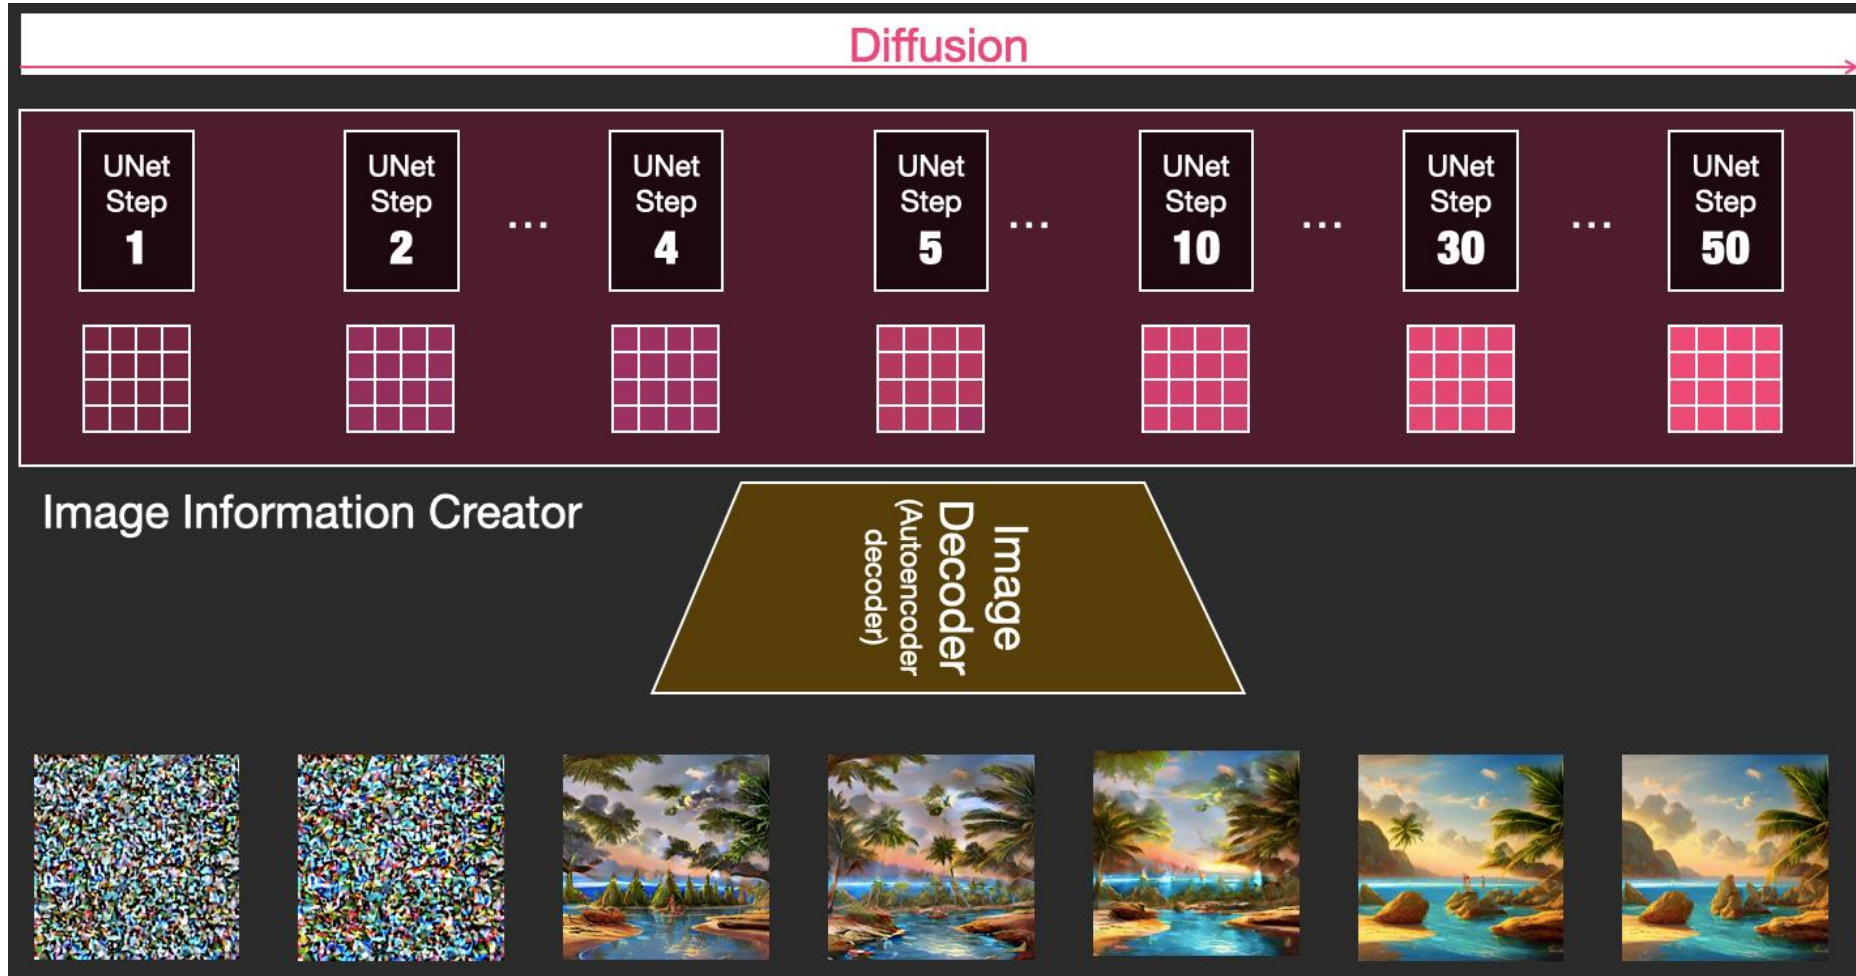 Diffusion
UNet
Step
1
UNet
Step
2
...
UNet
Step
4
UNet
Step
5
...
UNet
Step
10
...
UNet
Step
30
...
UNet
Step
50
Image Information Creator
Image
Decoder
(Autoencoder
decoder)